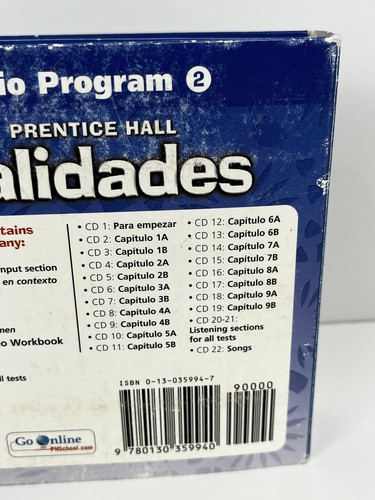 io Program 2
PRENTICE HALL
alidades
tains
any:
nput section
en contexto
men
eo Workbook
l tests
• CD 1: Para empezar
• CD 2: Capítulo 1A
• CD 3: Capítulo 1B
• CD 4: Capítulo 2A
• CD 5: Capítulo 2B
• CD 6: Capítulo 3A
• CD 7: Capítulo 3B
• CD 8: Capítulo 4A
• CD 9: Capítulo 4B
• CD 10: Capítulo 5A
• CD 11: Capítulo 5B
• CD 12: Capítulo 6A
• CD 13: Capítulo 6B
• CD 14: Capítulo 7A
• CD 15: Capítulo 7B
• CD 16: Capítulo 8A
• CD 17: Capítulo 8B
• CD 18: Capítulo 9A
• CD 19: Capítulo 9B
• CD 20-21:
Listening sections
for all tests
• CD 22: Songs
ISBN 0-13-035994-7
90000
9 780130 359940
Go Online
PHSchool.com